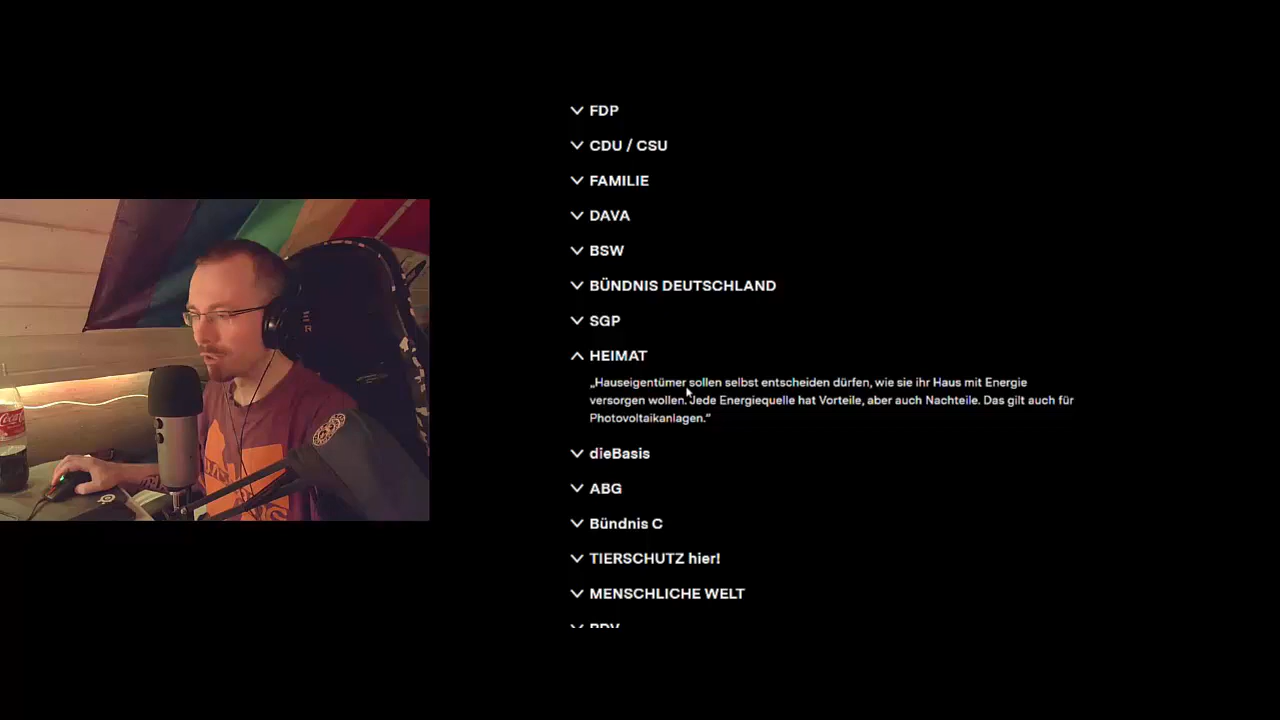 FDP
CDU / CSU
FAMILIE
DAVA
BSW
BÜNDNIS DEUTSCHLAND
SGP
HEIMAT
„Hauseigentümer sollen selbst entscheiden dürfen, wie sie ihr Haus mit Energie
versorgen wollen. Jede Energiequelle hat Vorteile, aber auch Nachteile. Das gilt auch für
Photovoltaikanlagen.“
dieBasis
ABG
Bündnis C
TIERSCHUTZ hier!
MENSCHLICHE WELT